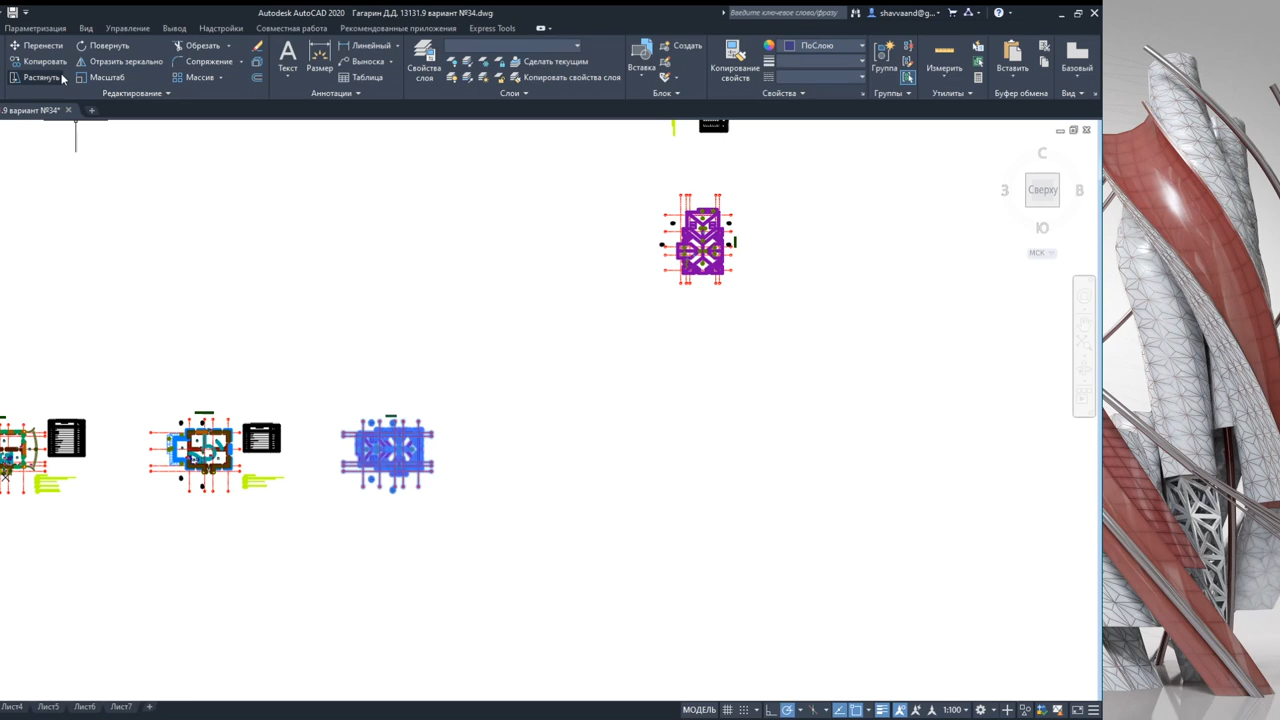 Autodesk AutoCAD 2020 Гагарин Д.Д. 13131.9 вариант №34.dwg
Введите ключевое слово/фразу
shavvaand@g...
Параметризация Вид Вывод Управление Настройки Совместная работа Рекомендованные приложения Express Tools
Перенести Повернуть Обрезать
Копировать Отразить зеркально Сопряжение
Растянуть Масштаб Массив
Редактирование
Текст Размер
Линейный
Выноска
Таблица
Аннотации
Свойства слоя
Сделать текущим
Копировать свойства слоя
Слои
Вставка
Создать
Блок
Копирование свойств
ПоСлою
Свойства
Группа
Группы
Измерить
Утилиты
Вставить
Буфер обмена
Базовый
Вид
.9 вариант №34*
С
З Сверху В
Ю
МСК
Лист4 Лист5 Лист6 Лист7
МОДЕЛЬ 1:100